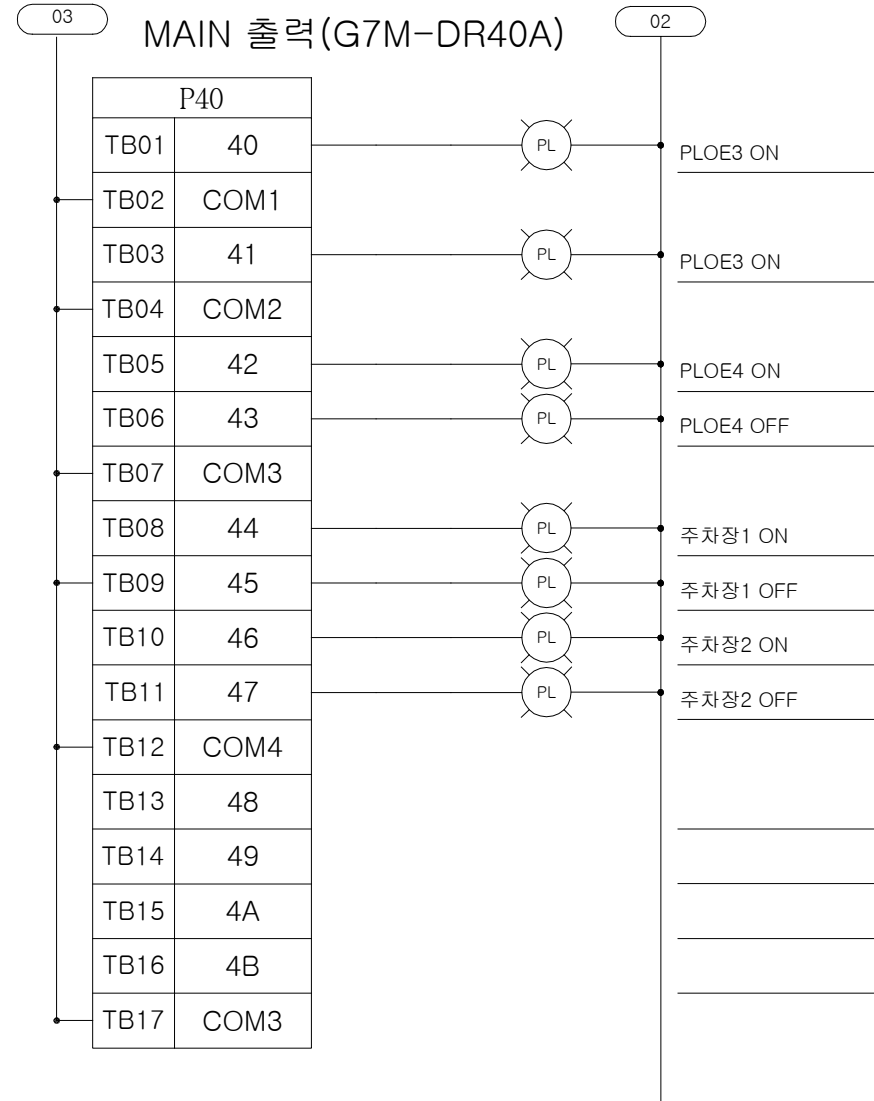 03
MAIN 출력(G7M-DR40A)
02
P40
TB01 40 PL PLOE3 ON
TB02 COM1
TB03 41 PL PLOE3 ON
TB04 COM2
TB05 42 PL PLOE4 ON
TB06 43 PL PLOE4 OFF
TB07 COM3
TB08 44 PL 주차장1 ON
TB09 45 PL 주차장1 OFF
TB10 46 PL 주차장2 ON
TB11 47 PL 주차장2 OFF
TB12 COM4
TB13 48
TB14 49
TB15 4A
TB16 4B
TB17 COM3